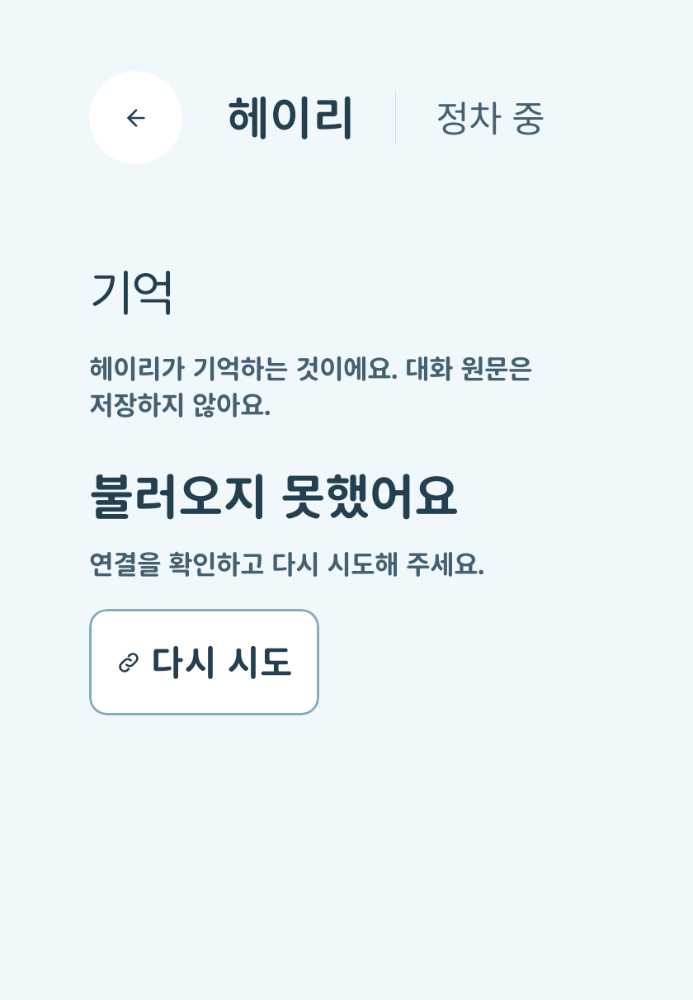 헤이리
정차 중
기억
헤이리가 기억하는 것이에요. 대화 원문은
저장하지 않아요.
불러오지 못했어요
연결을 확인하고 다시 시도해 주세요.
다시 시도